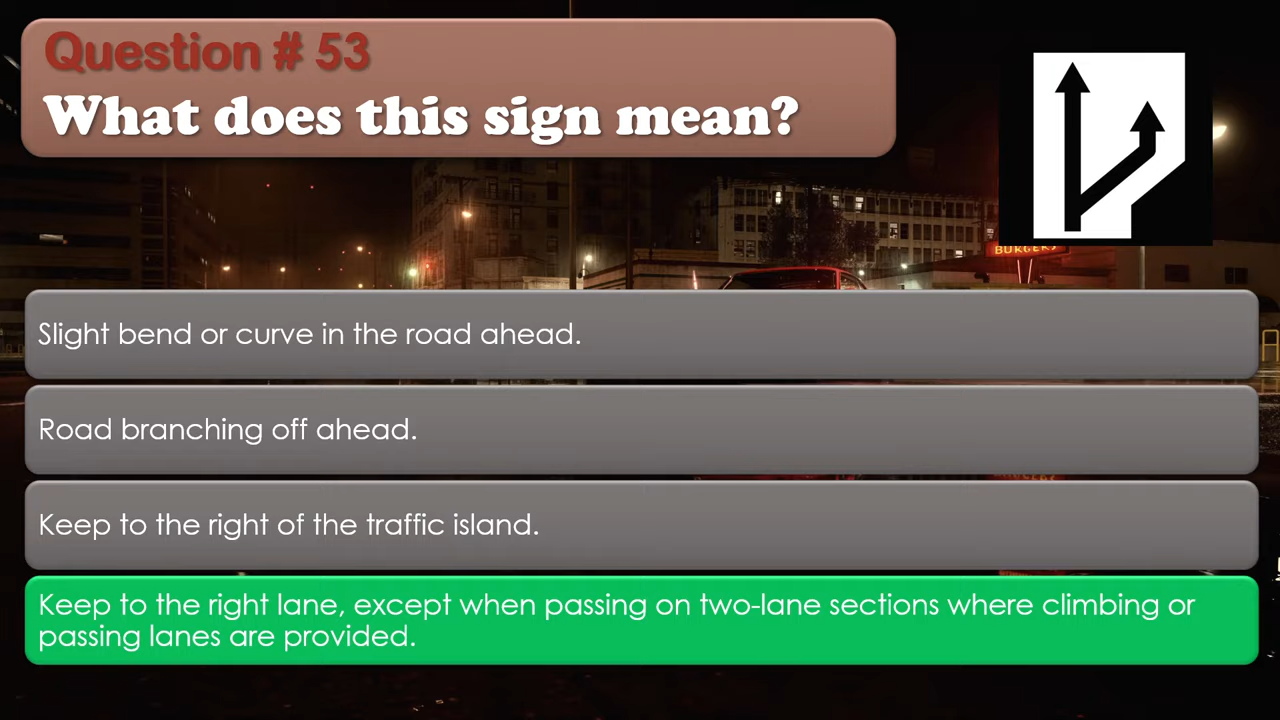 Question # 53
What does this sign mean?
BURGERS
Slight bend or curve in the road ahead.
Road branching off ahead.
Keep to the right of the traffic island.
Keep to the right lane, except when passing on two-lane sections where climbing or
passing lanes are provided.